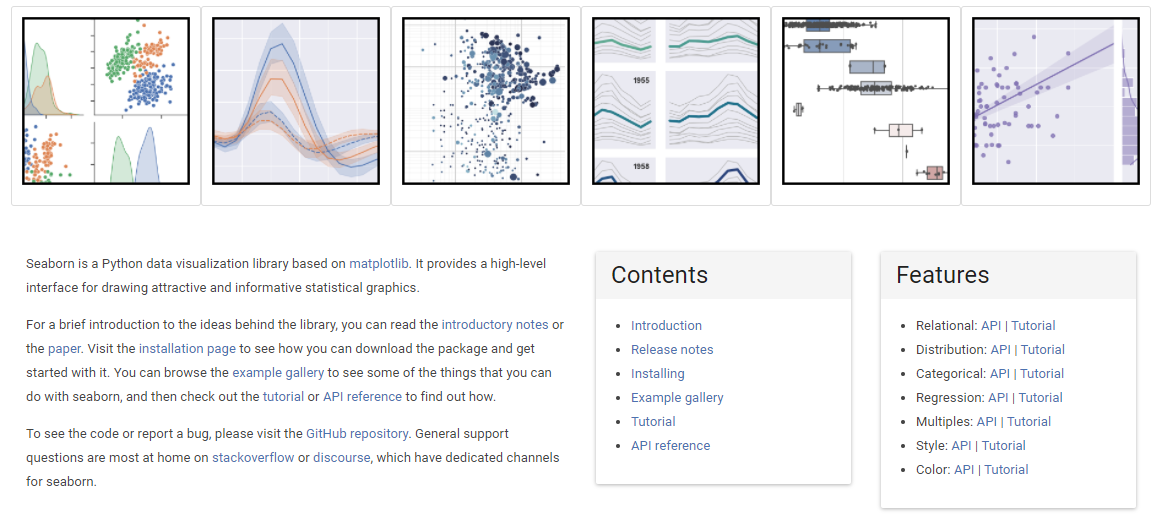 1955
1958
Seaborn is a Python data visualization library based on matplotlib. It provides a high-level
interface for drawing attractive and informative statistical graphics.
For a brief introduction to the ideas behind the library, you can read the introductory notes or
the paper. Visit the installation page to see how you can download the package and get
started with it. You can browse the example gallery to see some of the things that you can
do with seaborn, and then check out the tutorial or API reference to find out how.
To see the code or report a bug, please visit the GitHub repository. General support
questions are most at home on stackoverflow or discourse, which have dedicated channels
for seaborn.
Contents
Introduction
Release notes
Installing
Example gallery
Tutorial
API reference
Features
Relational: API | Tutorial
Distribution: API | Tutorial
Categorical: API | Tutorial
Regression: API | Tutorial
Multiples: API | Tutorial
Style: API | Tutorial
Color: API | Tutorial